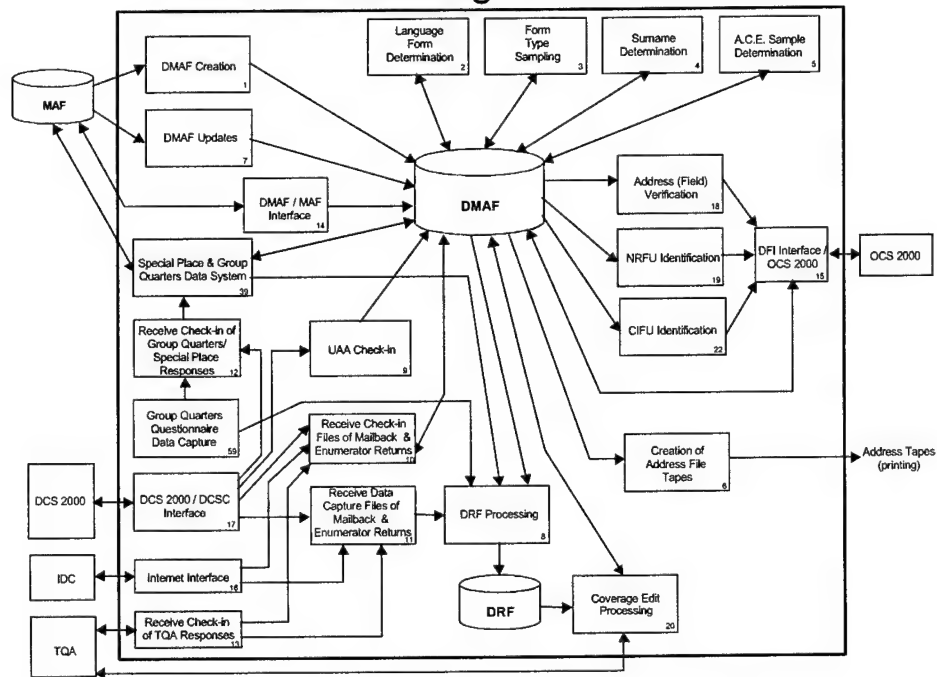 Language
Form
Determination
2
Form
Type
Sampling
3
Surname
Determination
4
A.C.E. Sample
Determination
5
MAF
DMAF Creation
1
DMAF Updates
7
DMAF / MAF
Interface
14
DMAF
Address (Field)
Verification
18
NRFU Identification
19
CIFU Identification
22
DFI Interface /
OCS 2000
15
OCS 2000
Special Place & Group
Quarters Data System
39
Receive Check-in of
Group Quarters/
Special Place
Responses
12
UAA Check-in
9
Group Quarters
Questionnaire
Data Capture
59
Receive Check-in
Files of Mailback &
Enumerator Returns
10
Creation of
Address File
Tapes
6
Address Tapes
(printing)
DCS 2000
DCS 2000 / DCSC
Interface
17
Receive Data
Capture Files of
Mailback &
Enumerator Returns
11
DRF Processing
8
IDC
Internet Interface
16
DRF
Coverage Edit
Processing
20
TQA
Receive Check-in
of TQA Responses
13